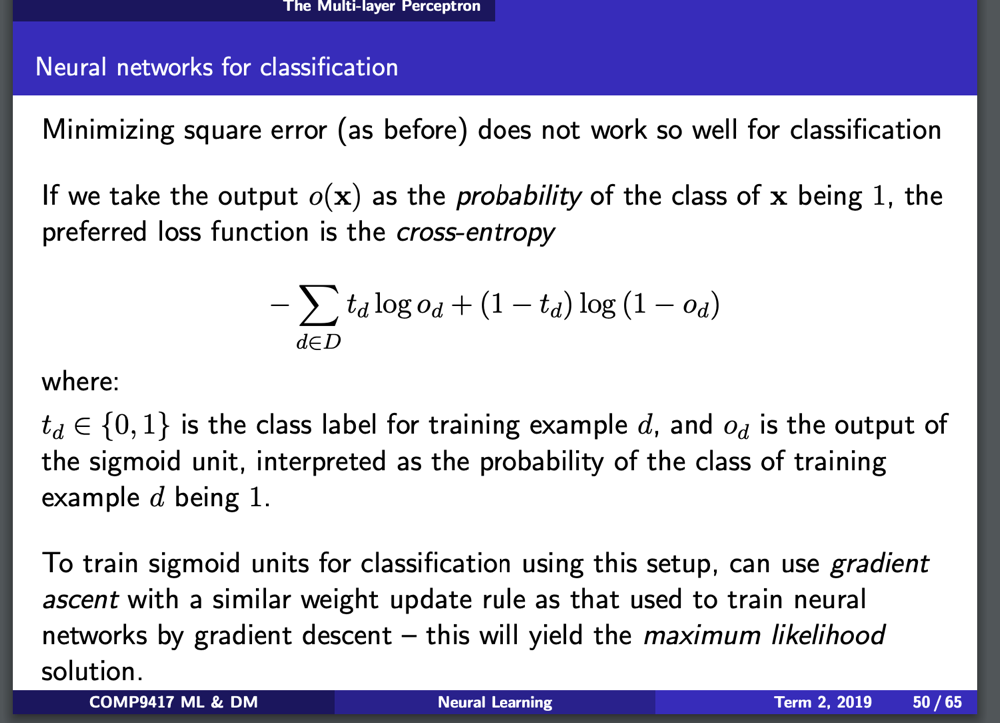 The Multi-layer Perceptron
Neural networks for classification
Minimizing square error (as before) does not work so well for classification
If we take the output o(x) as the probability of the class of x being 1, the
preferred loss function is the cross-entropy
− ∑ t_d log o_d + (1 − t_d) log (1 − o_d)
d∈D
where:
t_d ∈ {0, 1} is the class label for training example d, and o_d is the output of
the sigmoid unit, interpreted as the probability of the class of training
example d being 1.
To train sigmoid units for classification using this setup, can use gradient
ascent with a similar weight update rule as that used to train neural
networks by gradient descent – this will yield the maximum likelihood
solution.
COMP9417 ML & DM Neural Learning Term 2, 2019 50 / 65